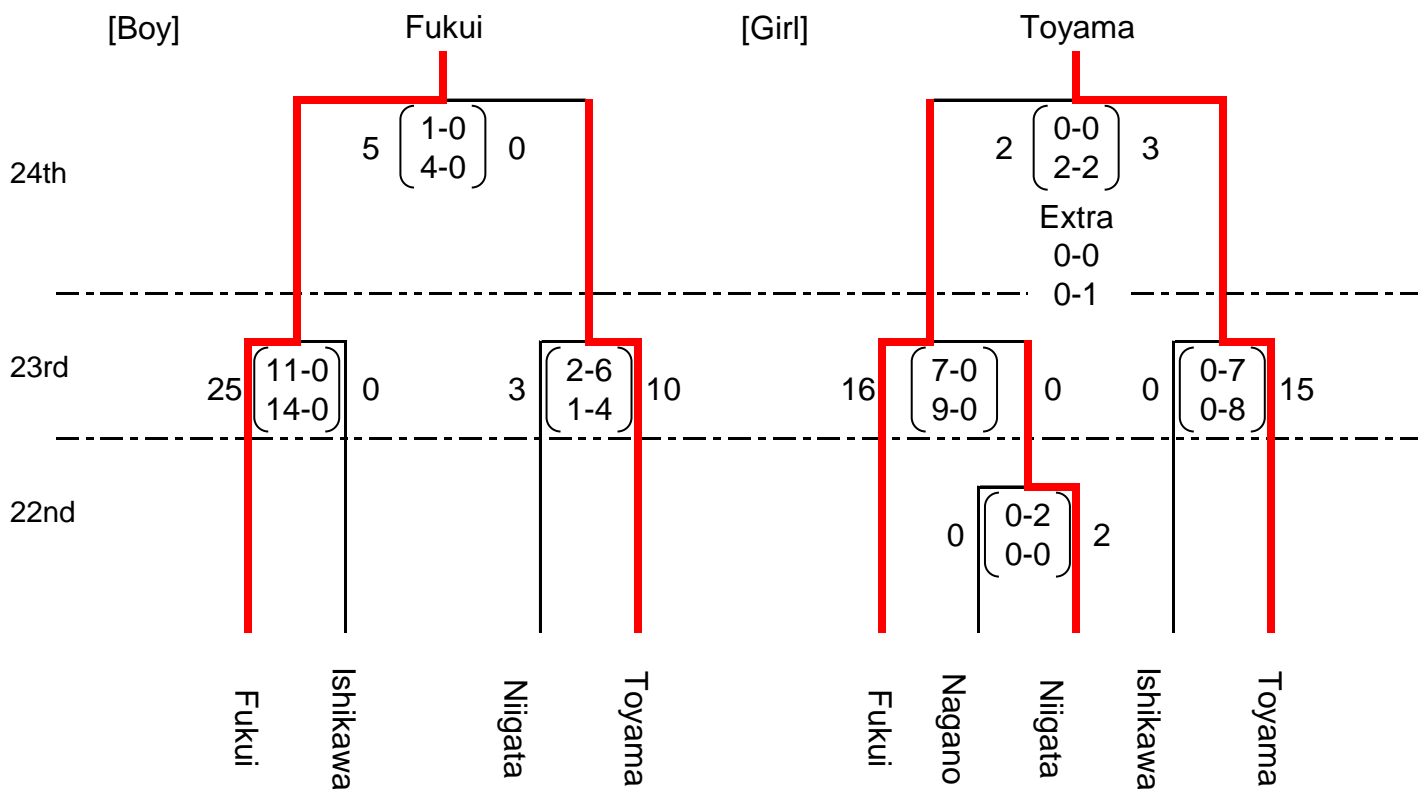 [Boy] Fukui [Girl] Toyama
5 1-0 0 2 0-0 3
4-0 2-2
24th
Extra
0-0
0-1
23rd
25 11-0 0 3 2-6 10 16 7-0 0 0 0-7 15
14-0 1-4 9-0 0-8
22nd
0 0-2 2
0-0
Fukui Ishikawa Niigata Toyama Fukui Nagano Niigata Ishikawa Toyama